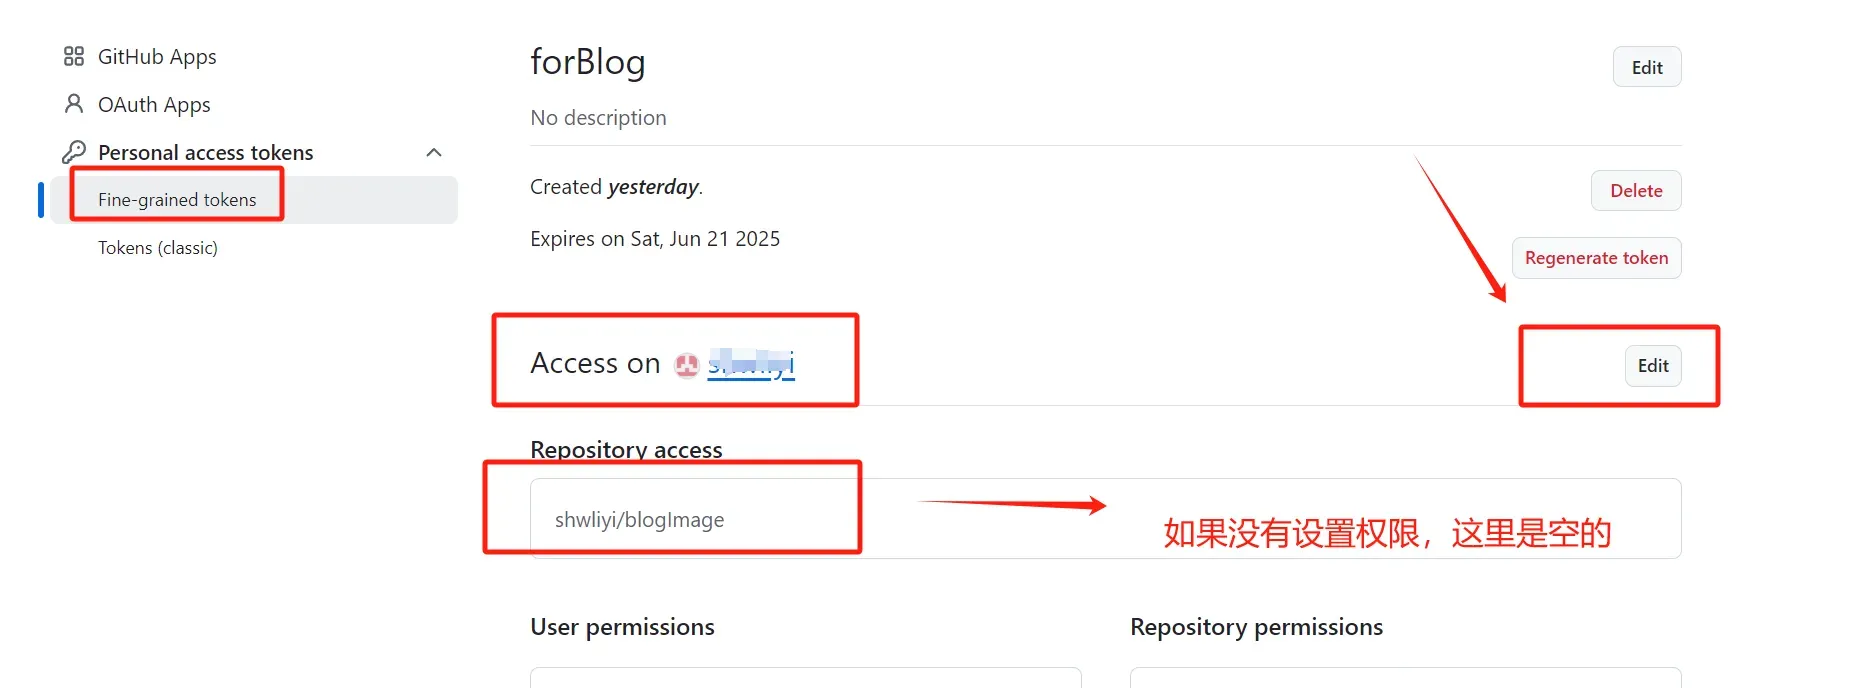 GitHub Apps
OAuth Apps
Personal access tokens
Fine-grained tokens
Tokens (classic)
forBlog
Edit
No description
Created yesterday.
Delete
Expires on Sat, Jun 21 2025
Regenerate token
Access on
Edit
Repository access
shwliyi/blogImage
如果没有设置权限，这里是空的
User permissions
Repository permissions